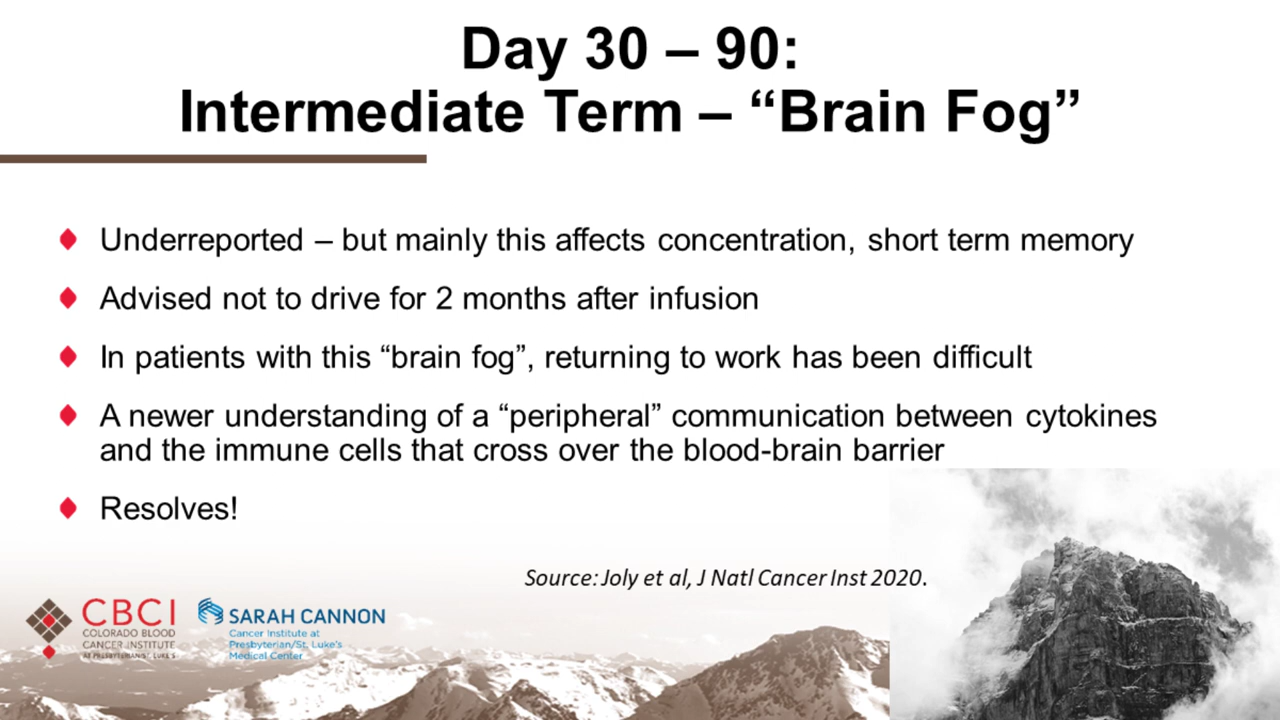 Day 30 – 90:
Intermediate Term – “Brain Fog”
Underreported – but mainly this affects concentration, short term memory
Advised not to drive for 2 months after infusion
In patients with this “brain fog”, returning to work has been difficult
A newer understanding of a “peripheral” communication between cytokines
and the immune cells that cross over the blood-brain barrier
Resolves!
Source: Joly et al, J Natl Cancer Inst 2020.
CBCI
COLORADO BLOOD
CANCER INSTITUTE
AT PRESBYTERIAN/ST. LUKE'S
SARAH CANNON
Cancer Institute at
Presbyterian/St. Luke's
Medical Center